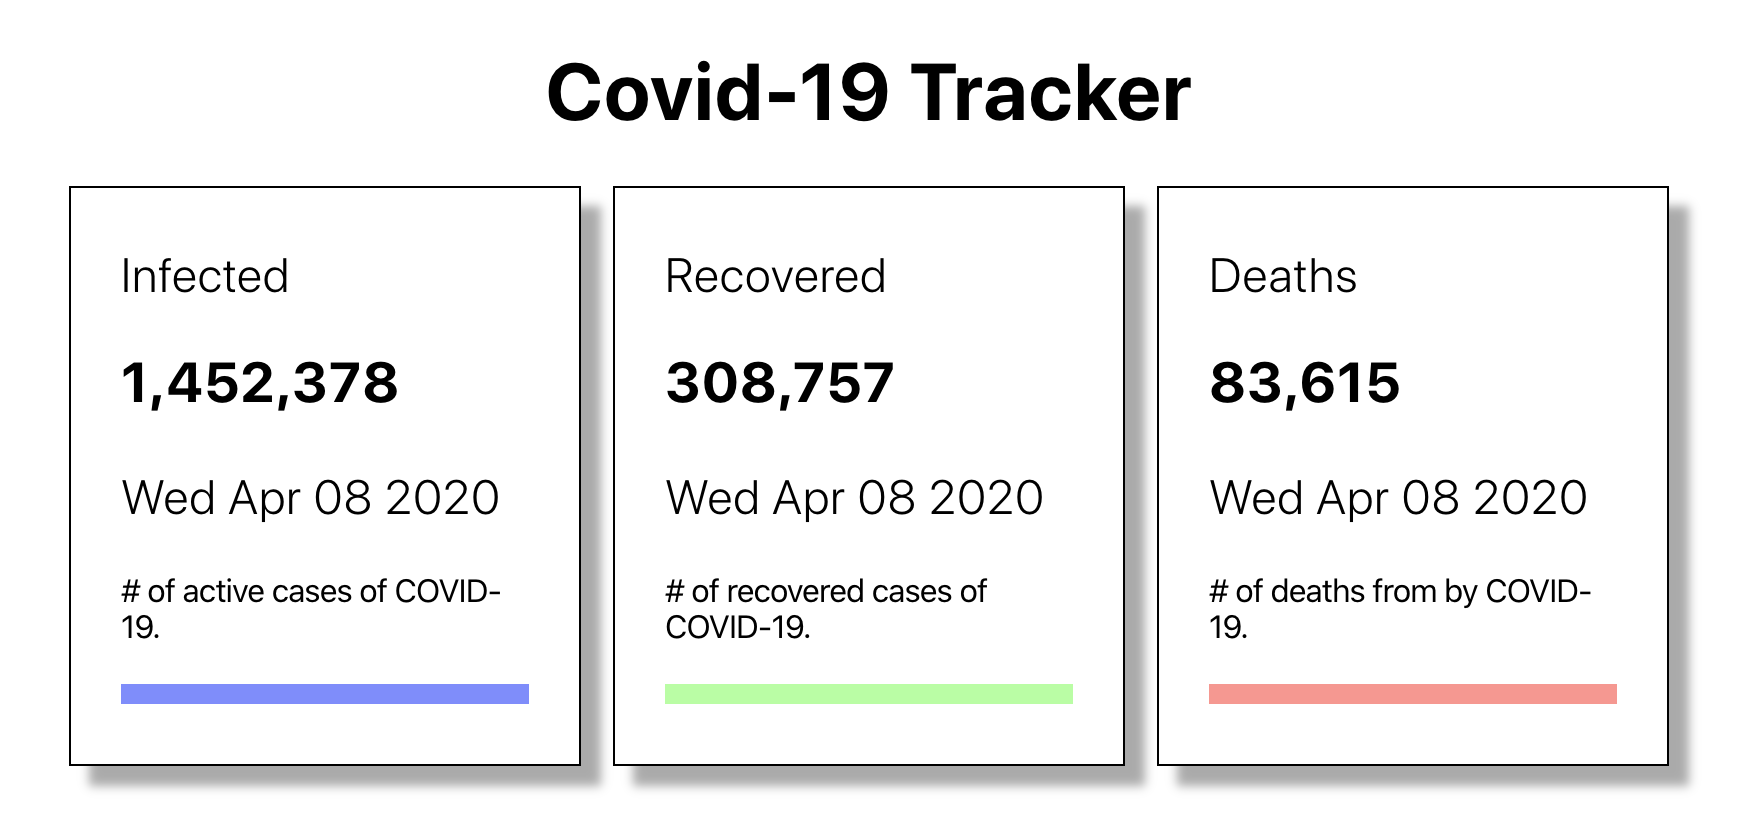 Covid-19 Tracker
Infected
1,452,378
Wed Apr 08 2020
# of active cases of COVID-
19.
Recovered
308,757
Wed Apr 08 2020
# of recovered cases of
COVID-19.
Deaths
83,615
Wed Apr 08 2020
# of deaths from by COVID-
19.